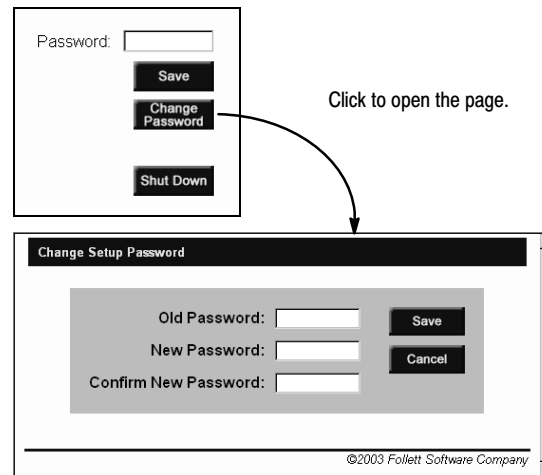 Password:
Save
Change
Password
Click to open the page.
Shut Down
Change Setup Password
Old Password:
Save
New Password:
Cancel
Confirm New Password:
©2003 Follett Software Company